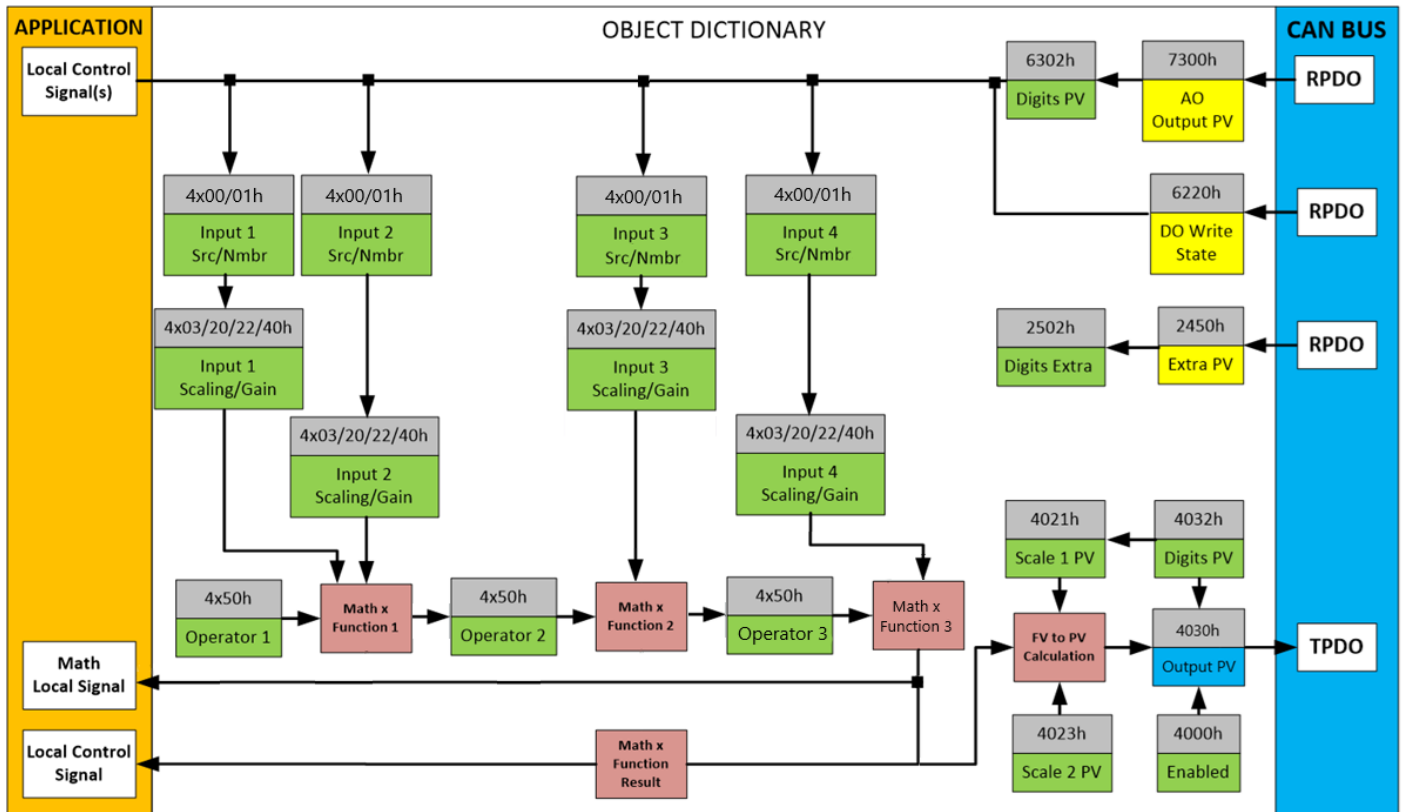 APPLICATION
OBJECT DICTIONARY
CAN BUS
Local Control
Signal(s)
6302h
Digits PV
7300h
AO
Output PV
RPDO
4x00/01h
Input 1
Src/Nmbr
4x00/01h
Input 2
Src/Nmbr
4x00/01h
Input 3
Src/Nmbr
4x00/01h
Input 4
Src/Nmbr
6220h
DO Write
State
RPDO
4x03/20/22/40h
Input 1
Scaling/Gain
4x03/20/22/40h
Input 3
Scaling/Gain
2502h
Digits Extra
2450h
Extra PV
RPDO
4x03/20/22/40h
Input 2
Scaling/Gain
4x03/20/22/40h
Input 4
Scaling/Gain
4021h
Scale 1 PV
4032h
Digits PV
4x50h
Operator 1
Math x
Function 1
4x50h
Operator 2
Math x
Function 2
4x50h
Operator 3
Math x
Function 3
FV to PV
Calculation
4030h
Output PV
TPDO
Math
Local Signal
Local Control
Signal
Math x
Function
Result
4023h
Scale 2 PV
4000h
Enabled